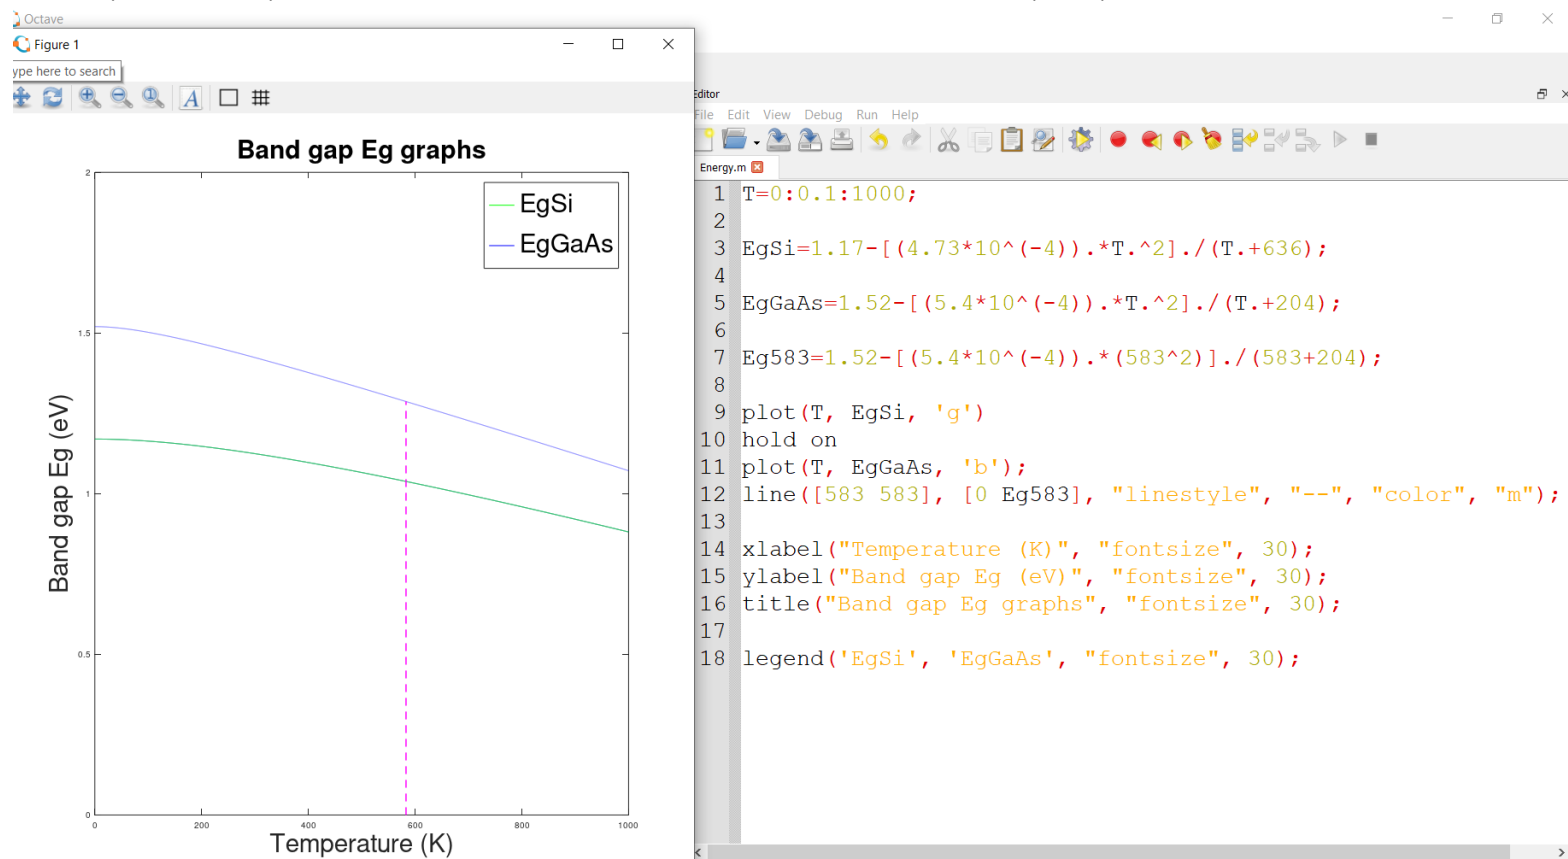 Octave
Figure 1
ype here to search
Band gap Eg graphs
EgSi
EgGaAs
2
1.5
1
0.5
0
0 200 400 600 800 1000
Band gap Eg (eV)
Temperature (K)
Editor
File Edit View Debug Run Help
Energy.m
1 T=0:0.1:1000;
2
3 EgSi=1.17-[(4.73*10^(-4)).*T.^2]./(T.+636);
4
5 EgGaAs=1.52-[(5.4*10^(-4)).*T.^2]./(T.+204);
6
7 Eg583=1.52-[(5.4*10^(-4)).*(583^2)]./(583+204);
8
9 plot(T, EgSi, 'g')
10 hold on
11 plot(T, EgGaAs, 'b');
12 line([583 583], [0 Eg583], "linestyle", "--", "color", "m");
13
14 xlabel("Temperature (K)", "fontsize", 30);
15 ylabel("Band gap Eg (eV)", "fontsize", 30);
16 title("Band gap Eg graphs", "fontsize", 30);
17
18 legend('EgSi', 'EgGaAs', "fontsize", 30);